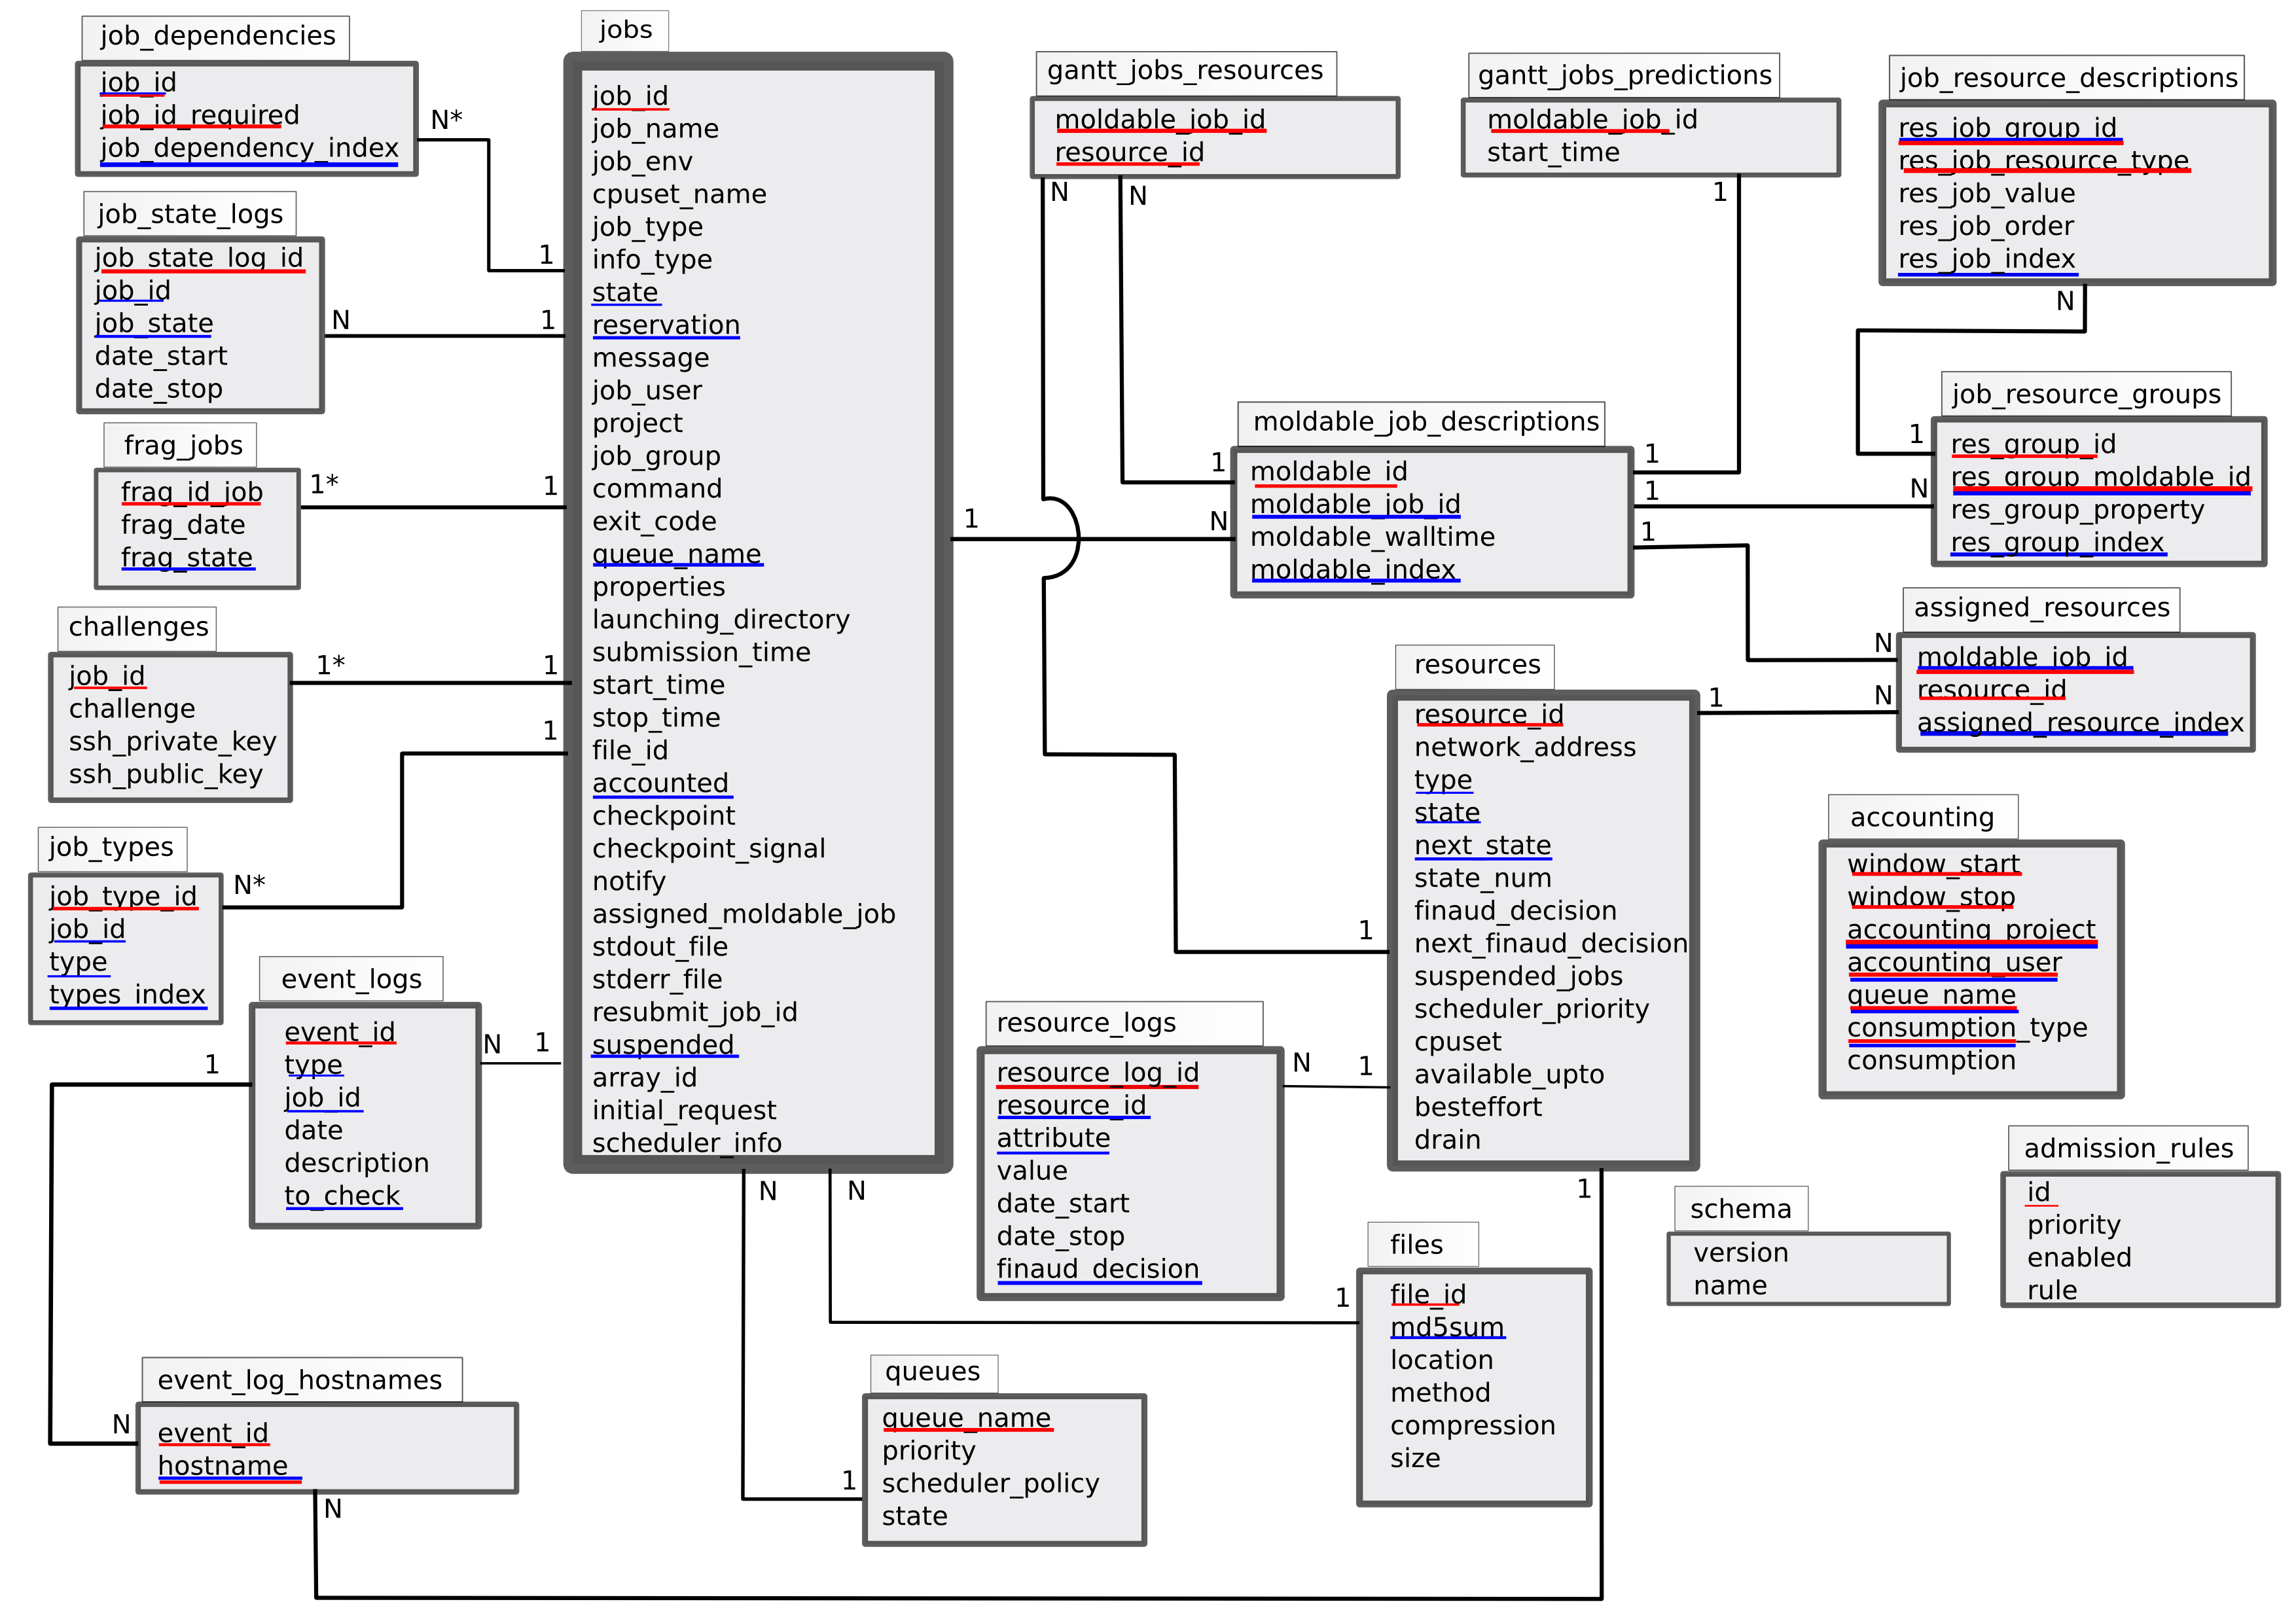 job_dependencies
job_id
job_id_required
job_dependency_index
N*
1
job_state_logs
job_state_log_id
job_id
job_state
date_start
date_stop
N
1
frag_jobs
frag_id_job
frag_date
frag_state
1*
1
challenges
job_id
challenge
ssh_private_key
ssh_public_key
1*
1
job_types
job_type_id
job_id
type
types_index
N*
1
event_logs
event_id
type
job_id
date
description
to_check
N
1
1
event_log_hostnames
event_id
hostname
N
N
jobs
job_id
job_name
job_env
cpuset_name
job_type
info_type
state
reservation
message
job_user
project
job_group
command
exit_code
queue_name
properties
launching_directory
submission_time
start_time
stop_time
file_id
accounted
checkpoint
checkpoint_signal
notify
assigned_moldable_job
stdout_file
stderr_file
resubmit_job_id
suspended
array_id
initial_request
scheduler_info
N
N
1
N
gantt_jobs_resources
moldable_job_id
resource_id
N
N
gantt_jobs_predictions
moldable_job_id
start_time
1
job_resource_descriptions
res_job_group_id
res_job_resource_type
res_job_value
res_job_order
res_job_index
N
moldable_job_descriptions
moldable_id
moldable_job_id
moldable_walltime
moldable_index
1
1
1
1
job_resource_groups
res_group_id
res_group_moldable_id
res_group_property
res_group_index
1
N
assigned_resources
moldable_job_id
resource_id
assigned_resource_index
N
N
resources
resource_id
network_address
type
state
next_state
state_num
finaud_decision
next_finaud_decision
suspended_jobs
scheduler_priority
cpuset
available_upto
besteffort
drain
1
1
1
1
accounting
window_start
window_stop
accounting_project
accounting_user
queue_name
consumption_type
consumption
resource_logs
resource_log_id
resource_id
attribute
value
date_start
date_stop
finaud_decision
N
files
file_id
md5sum
location
method
compression
size
1
queues
queue_name
priority
scheduler_policy
state
1
schema
version
name
admission_rules
id
priority
enabled
rule